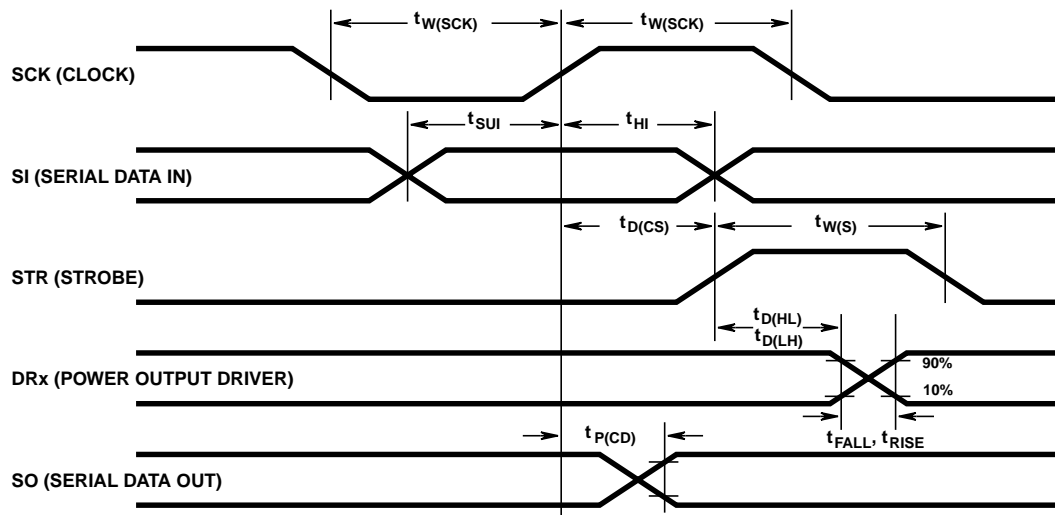 tW(SCK) tW(SCK)
SCK (CLOCK)
tSUI tHI
SI (SERIAL DATA IN)
tD(CS) tW(S)
STR (STROBE)
tD(HL)
tD(LH)
DRx (POWER OUTPUT DRIVER)
90%
10%
tP(CD)
tFALL, tRISE
SO (SERIAL DATA OUT)